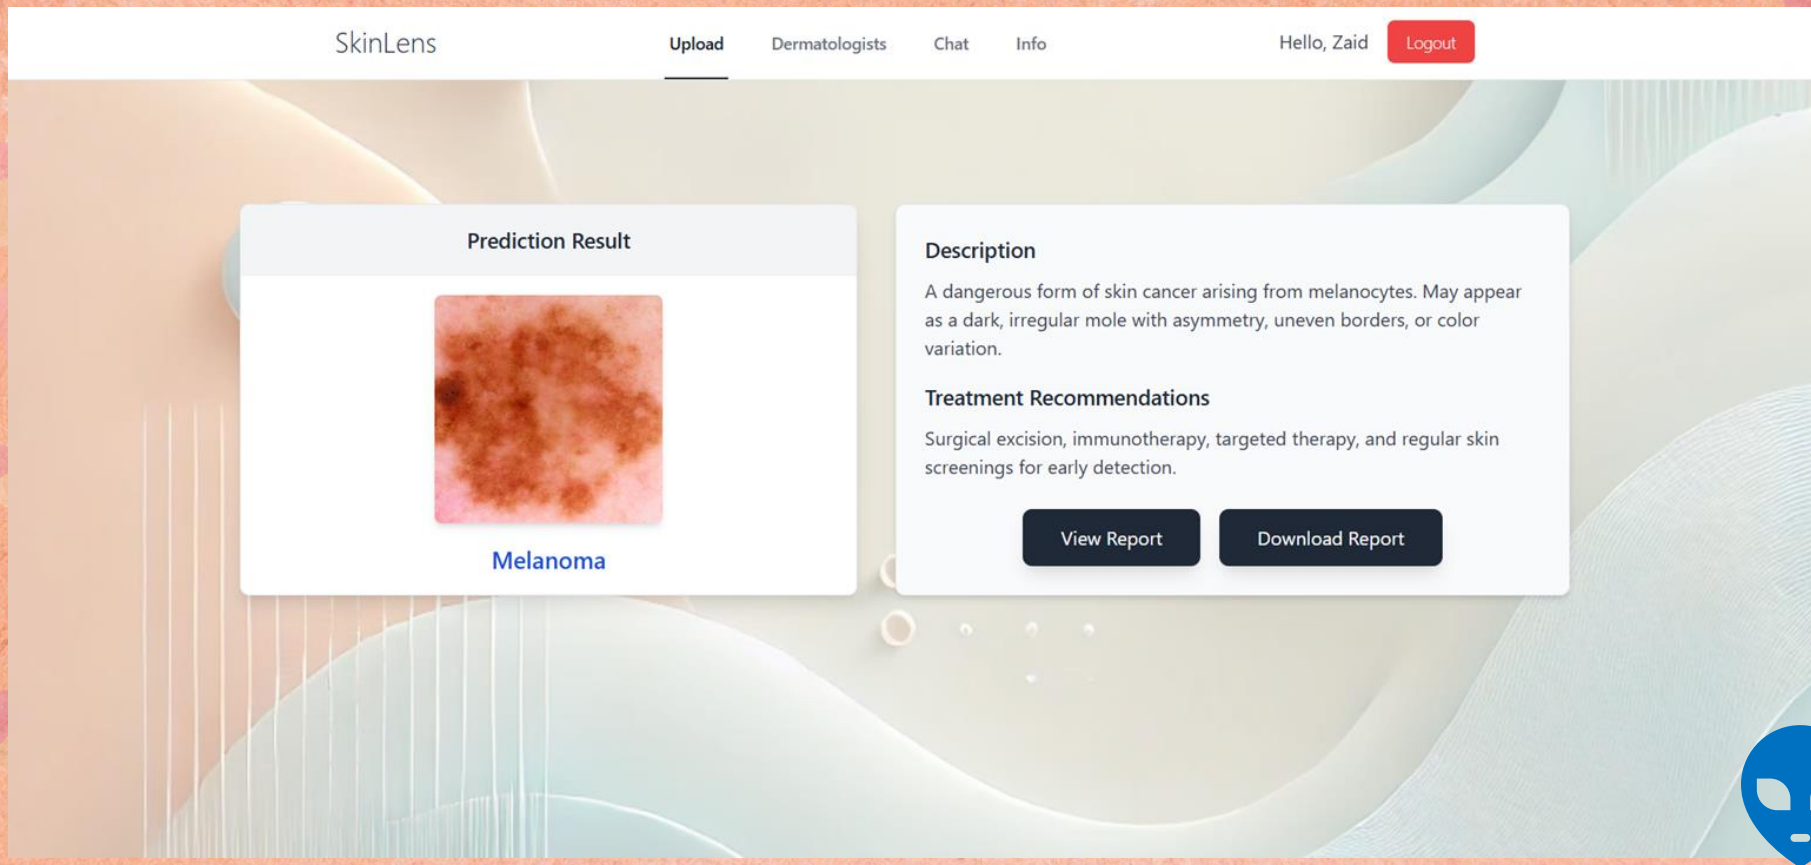 SkinLens
Upload
Dermatologists
Chat
Info
Hello, Zaid
Logout
Prediction Result
Melanoma
Description
A dangerous form of skin cancer arising from melanocytes. May appear
as a dark, irregular mole with asymmetry, uneven borders, or color
variation.
Treatment Recommendations
Surgical excision, immunotherapy, targeted therapy, and regular skin
screenings for early detection.
View Report
Download Report